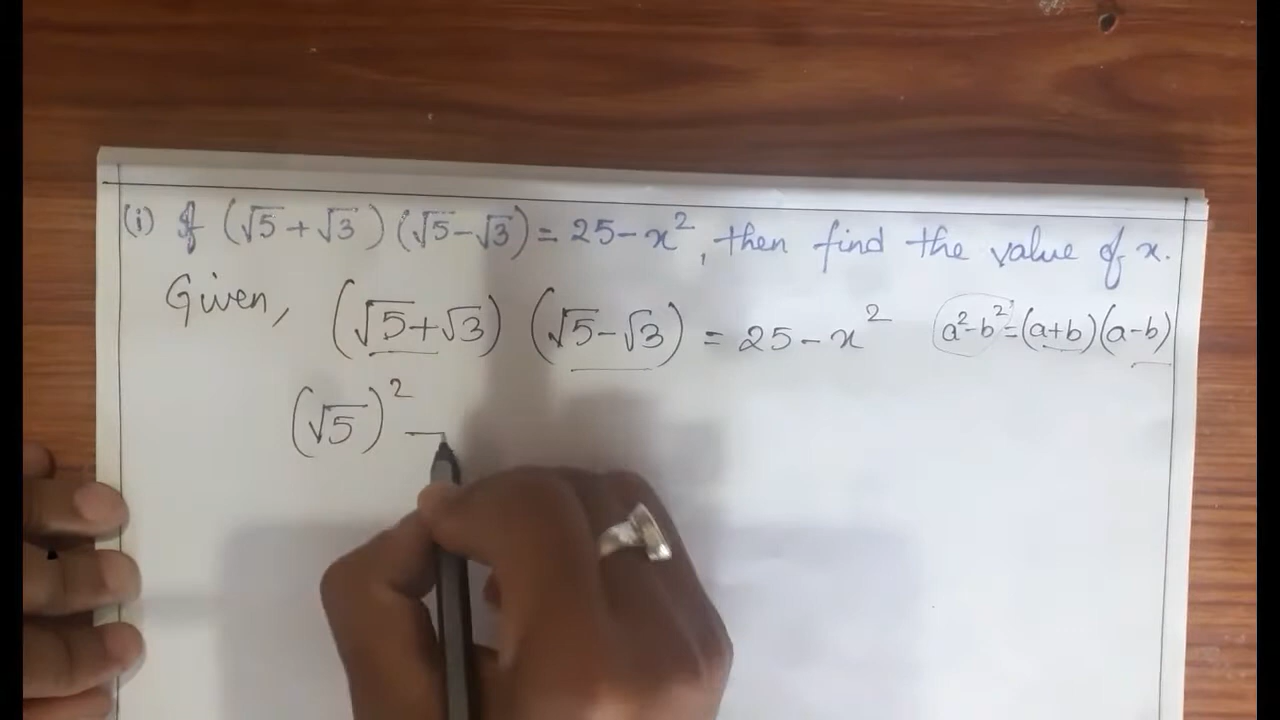 (i) If (√5+√3) (√5-√3) = 25-x², then find the value of x.
Given, (√5+√3) (√5-√3) = 25-x² a²-b²=(a+b)(a-b)
(√5)² —